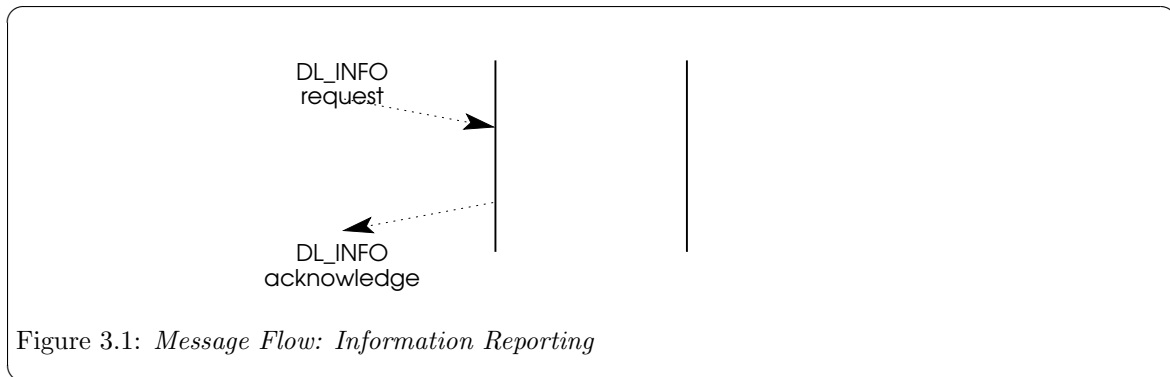 DL_INFO
request
DL_INFO
acknowledge
Figure 3.1: Message Flow: Information Reporting